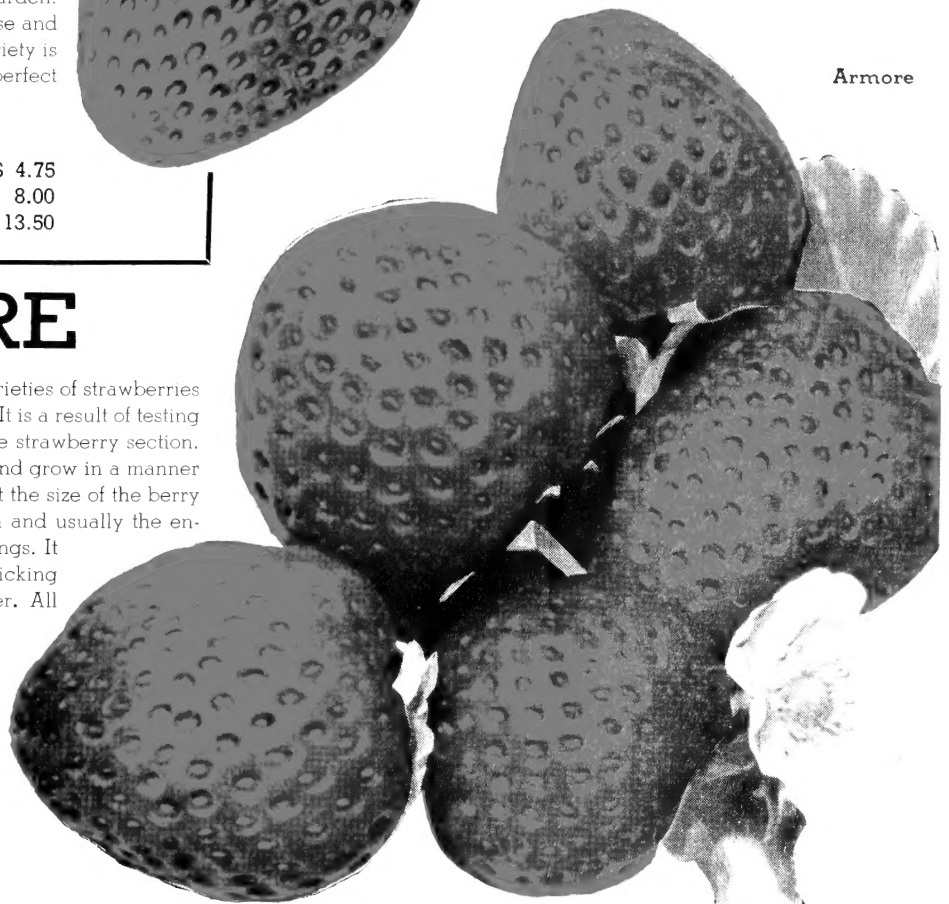 arden.
se and
riety is
perfect
Armore
$ 4.75
8.00
13.50
RE
rieties of strawberries
It is a result of testing
e strawberry section.
nd grow in a manner
t the size of the berry
and usually the en-
ngs. It
icking
er. All